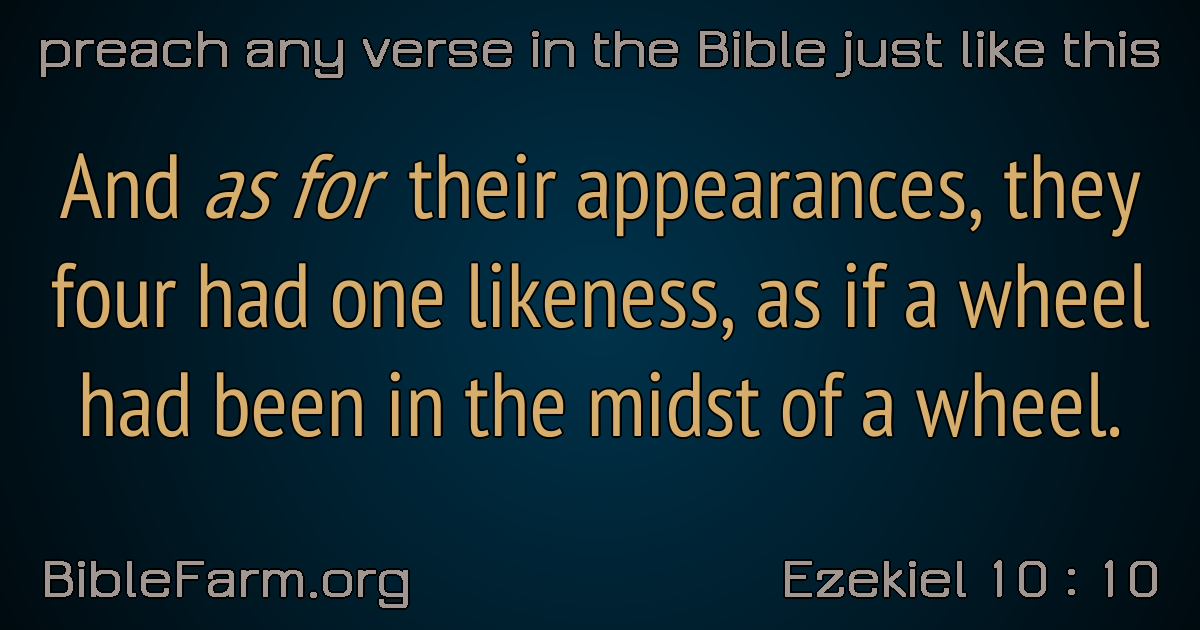 preach any verse in the Bible just like this
And as for their appearances, they
four had one likeness, as if a wheel
had been in the midst of a wheel.
BibleFarm.org
Ezekiel 10 : 10